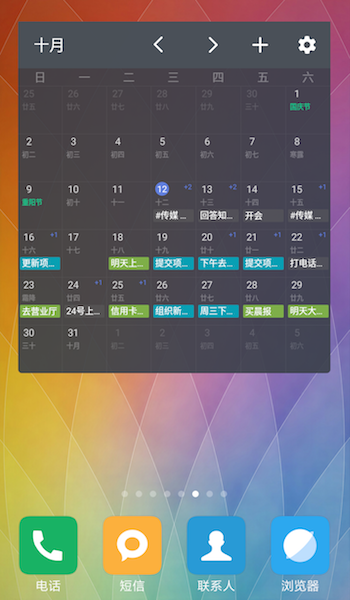 十月
日 一 二 三 四 五 六
25 26 27 28 29 30 1
廿五 廿六 廿七 廿八 廿九 三十 国庆节
2 3 4 5 6 7 8
初二 初三 初四 初五 初六 初七 寒露
9 10 11 12 +2 13 +2 14 +1 15 +1
重阳节 初十 十一 十二 十三 十四 十五
#传媒... 回答知... 开会 #传媒...
16 +1 17 18 19 20 +1 21 +1 22 +1
十六 十七 十八 十九 二十 廿一 廿二
更新项... 明天上... 提交项... 下午去... 提交项... 打电话...
23 24 +1 25 +1 26 27 28 29
霜降 廿四 廿五 廿六 廿七 廿八 廿九
去营业厅 24号上... 信用卡... 组织新... 周三下... 买晨报 明天大...
30 31 1 2 3 4 5
三十 十月 初二 初三 初四 初五 初六
电话 短信 联系人 浏览器